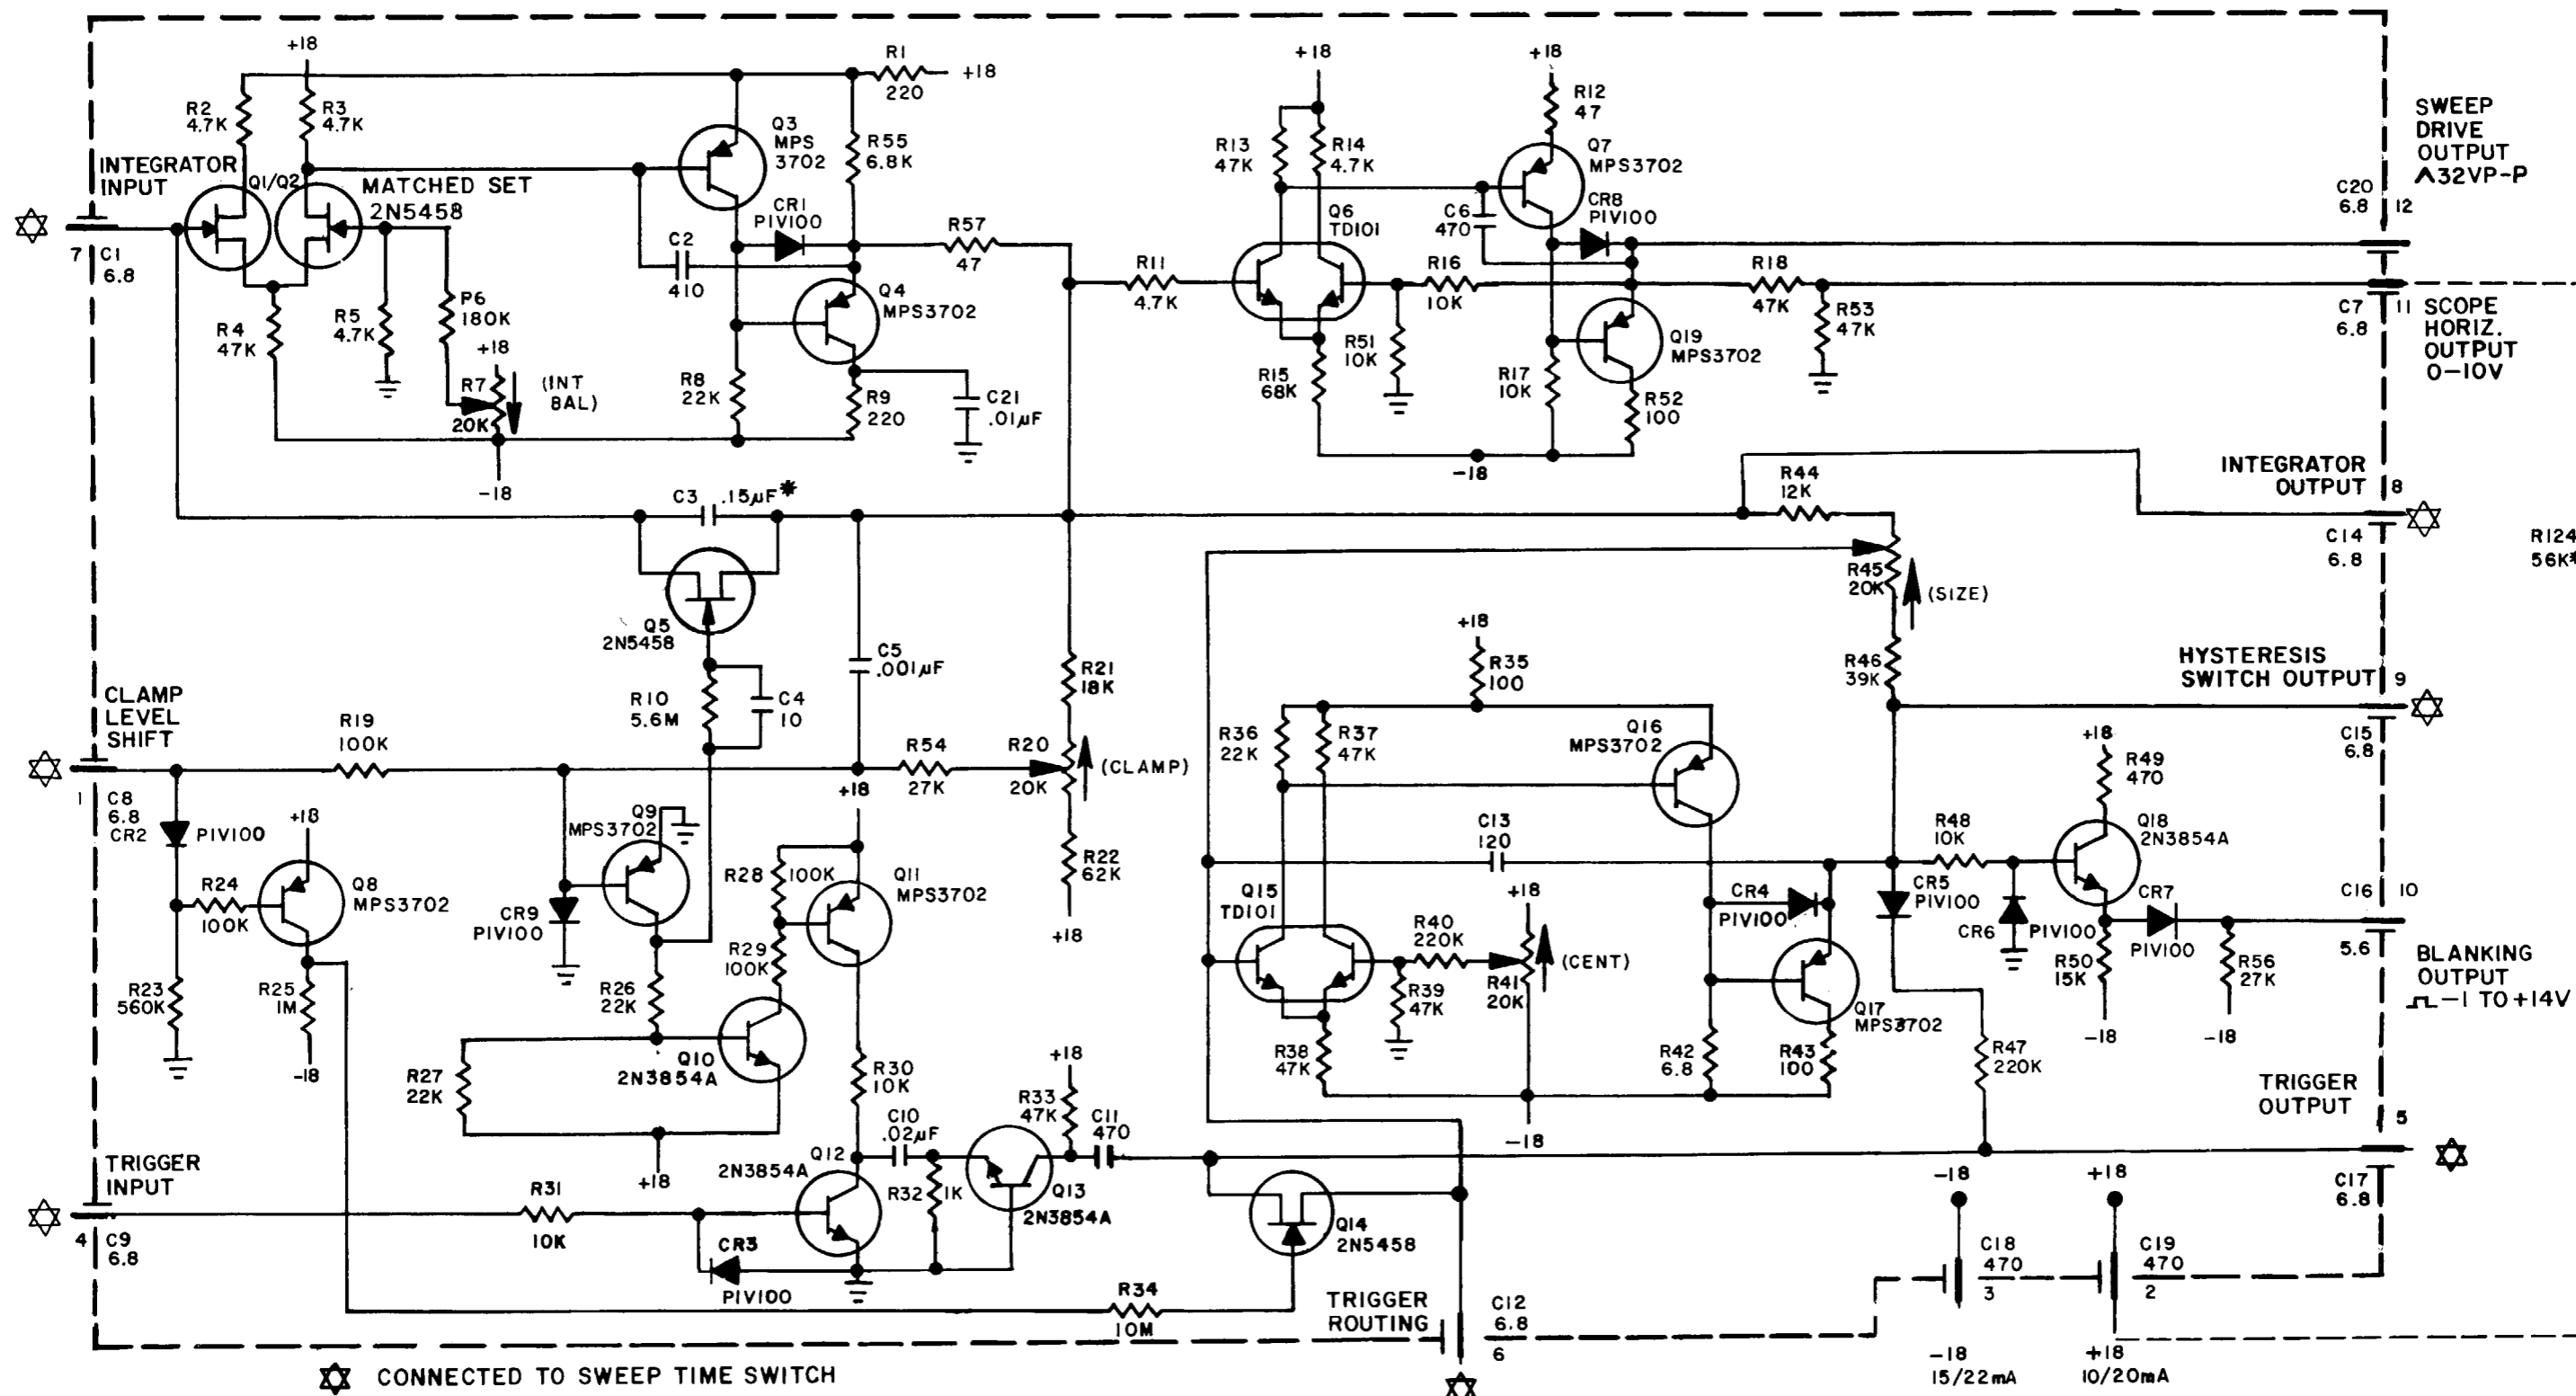 +18
R1
220
+18
R2
4.7K
R3
4.7K
Q3
MPS
3702
R55
6.8K
INTEGRATOR
INPUT
Q1/Q2
MATCHED SET
2N5458
CR1
PIV100
7
C1
6.8
C2
410
R57
47
Q4
MPS3702
R4
47K
R5
4.7K
P6
180K
+18
R7
20K
(INT
BAL)
R8
22K
R9
220
C21
.01µF
-18
+18
+18
R12
47
R13
47K
R14
4.7K
Q7
MPS3702
Q6
TD101
C6
470
CR8
PIV100
R11
4.7K
R16
10K
R18
47K
R51
10K
R15
68K
R17
10K
Q19
MPS3702
R52
100
R53
47K
-18
SWEEP
DRIVE
OUTPUT
32VP-P
C20
6.8
12
C7
6.8
11
SCOPE
HORIZ.
OUTPUT
0-10V
C3
.15µF*
R44
12K
INTEGRATOR
OUTPUT
8
C14
6.8
R124
56K*
Q5
2N5458
C5
.001µF
R21
18K
R45
20K
(SIZE)
R10
5.6M
C4
10
+18
R35
100
R46
39K
HYSTERESIS
SWITCH OUTPUT
9
C15
6.8
CLAMP
LEVEL
SHIFT
R19
100K
R54
27K
R20
20K
(CLAMP)
R36
22K
R37
47K
Q16
MPS3702
+18
R49
470
1
C8
6.8
CR2
PIV100
+18
Q9
MPS3702
+18
R22
62K
+18
C13
120
R48
10K
Q18
2N3854A
R24
100K
Q8
MPS3702
CR9
PIV100
R28
100K
Q11
MPS3702
Q15
TD101
R40
220K
+18
R41
20K
(CENT)
CR4
PIV100
CR5
PIV100
CR6
PIV100
CR7
PIV100
C16
5.6
10
R23
560K
R25
1M
-18
R26
22K
R29
100K
R39
47K
Q17
MPS3702
R50
15K
-18
R56
27K
-18
BLANKING
OUTPUT
-1 TO +14V
R27
22K
Q10
2N3854A
R30
10K
R38
47K
R42
6.8
R43
100
R47
220K
-18
+18
+18
R33
47K
C10
.02µF
C11
470
TRIGGER
OUTPUT
5
C17
6.8
TRIGGER
INPUT
4
C9
6.8
R31
10K
Q12
2N3854A
R32
1K
Q13
2N3854A
Q14
2N5458
CR3
PIV100
R34
10M
-18
+18
C18
470
3
C19
470
2
TRIGGER
ROUTING
C12
6.8
6
-18
15/22mA
+18
10/20mA
CONNECTED TO SWEEP TIME SWITCH